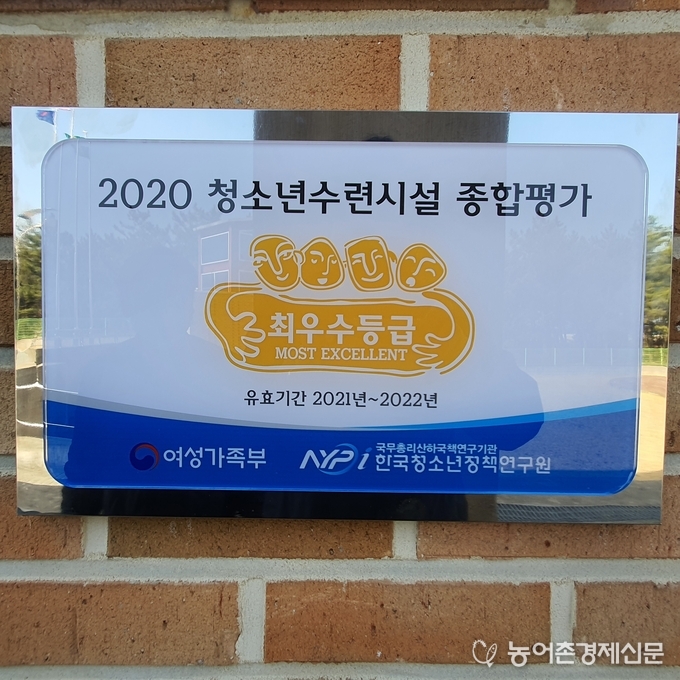 2020 청소년수련시설 종합평가
최우수등급
MOST EXCELLENT
유효기간 2021년~2022년
여성가족부
NYPi
국무총리산하국책연구기관
한국청소년정책연구원
농어촌경제신문